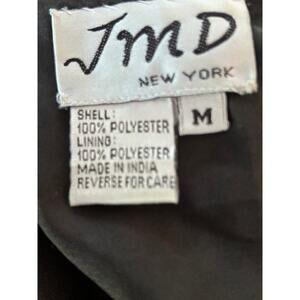 JMD
NEW YORK
M
SHELL:
100% POLYESTER
LINING:
100% POLYESTER
MADE IN INDIA
REVERSE FOR CARE